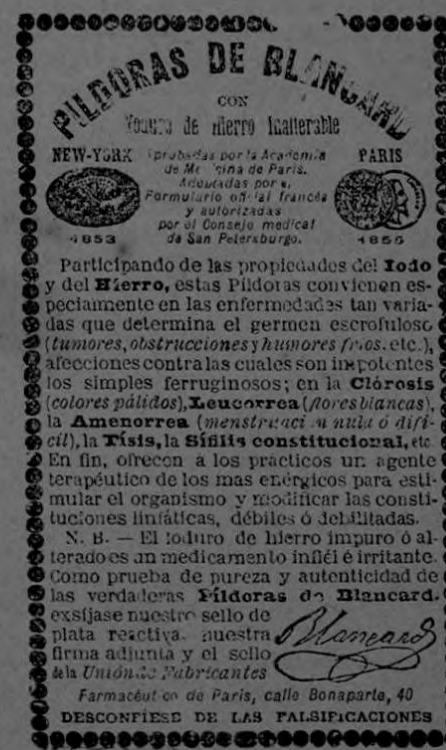 PILDORAS DE BLANCARD
CON
Yoduro de Hierro Inalterable
NEW-YORK
Aprobadas por la Academia
de Medicina de Paris.
Adoptadas por el
Formulario oficial francés
y autorizadas
por el Consejo medical
de San Petersburgo.
PARIS
1853
1855
Participando de las propiedades del Iodo
y del Hierro, estas Píldoras convienen es-
pecialmente en las enfermedades tan varia-
das que determina el germen escrofuloso
(tumores, obstrucciones y humores frios. etc.),
afecciones contra las cuales son impotentes
los simples ferruginosos; en la Clórosis
(colores pálidos), Leucorrea (flores blancas),
la Amenorrea (menstruación nula ó difi-
cil), la Tísis, la Sífilis constitucional, etc
En fin, ofrecen a los prácticos un agente
terapéutico de los mas enérgicos para esti-
mular el organismo y modificar las consti-
tuciones linfáticas, débiles ó debilitadas.
N. B. — El Ioduro de hierro impuro ó al-
terado es un medicamento infiél é irritante.
Como prueba de pureza y autenticidad de
las verdaderas Píldoras de Blancard,
exsíjase nuestro sello de
plata reactiva, nuestra
firma adjunta y el sello
de la Unión de Fabricantes
Blancard
Farmacéutico de Paris, calle Bonaparte, 40
DESCONFIESE DE LAS FALSIFICACIONES